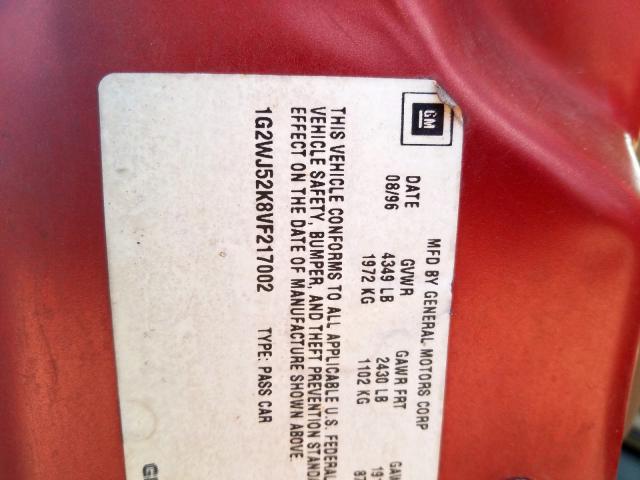 GM
MFD BY GENERAL MOTORS CORP
DATE GVWR GAWR FRT
08/96 4349 LB 2430 LB
1972 KG 1102 KG
THIS VEHICLE CONFORMS TO ALL APPLICABLE U.S. FEDERAL
VEHICLE SAFETY, BUMPER, AND THEFT PREVENTION
EFFECT ON THE DATE OF MANUFACTURE SHOWN ABOVE.
1G2WJ52K8VF217002 TYPE: PASS CAR